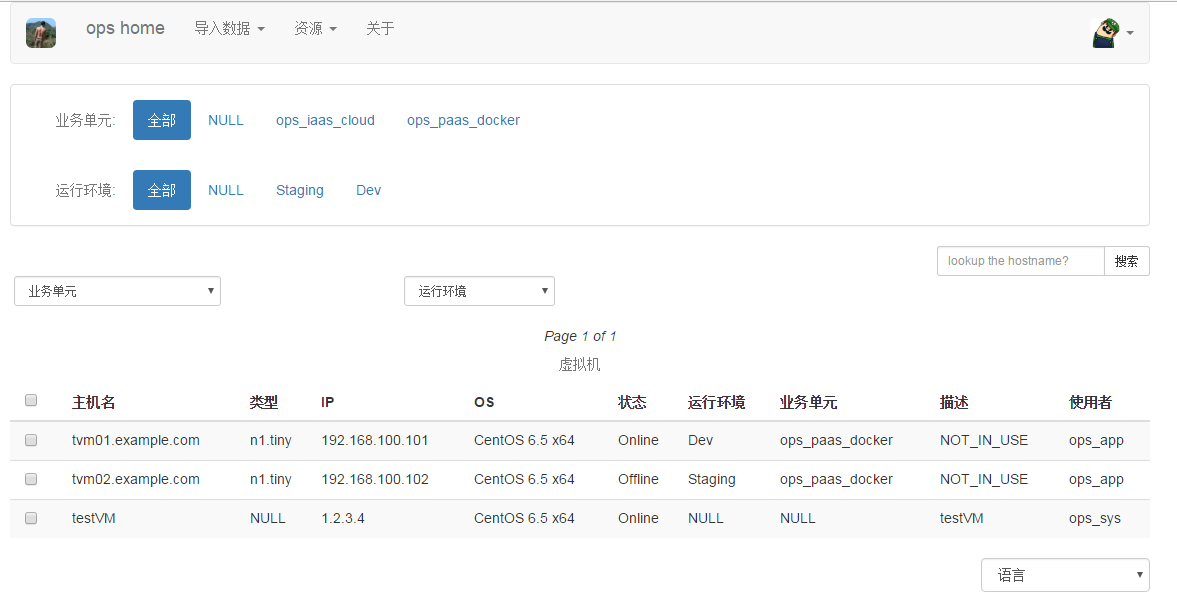 ops home 导入数据 资源 关于
业务单元: 全部 NULL ops_iaas_cloud ops_paas_docker
运行环境: 全部 NULL Staging Dev
lookup the hostname? 搜索
业务单元 运行环境
Page 1 of 1
虚拟机
主机名 类型 IP OS 状态 运行环境 业务单元 描述 使用者
tvm01.example.com n1.tiny 192.168.100.101 CentOS 6.5 x64 Online Dev ops_paas_docker NOT_IN_USE ops_app
tvm02.example.com n1.tiny 192.168.100.102 CentOS 6.5 x64 Offline Staging ops_paas_docker NOT_IN_USE ops_app
testVM NULL 1.2.3.4 CentOS 6.5 x64 Online NULL NULL testVM ops_sys
语言